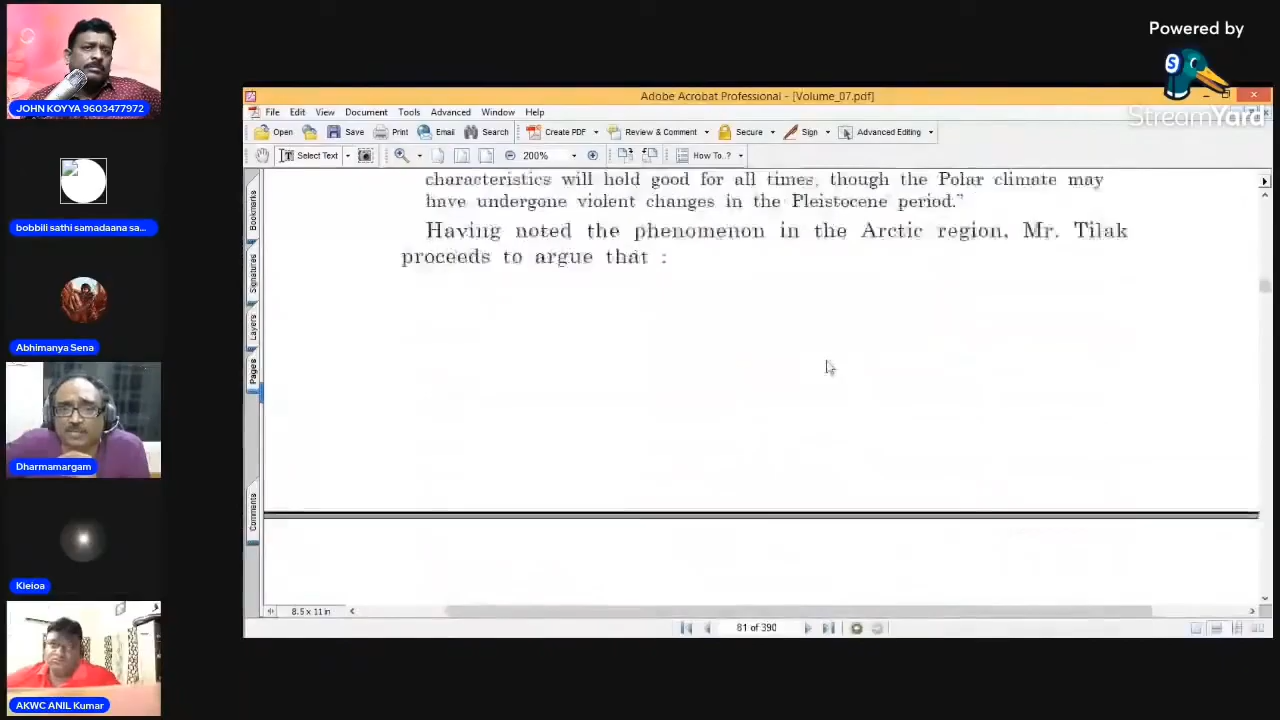 Powered by
S
StreamYard
JOHN KOYYA 9603477972
bobbili sathi samadaana sa...
Abhimanya Sena
Dharmamargam
Kieioa
AKWC ANIL Kumar
Adobe Acrobat Professional - [Volume_07.pdf]
File Edit View Document Tools Advanced Window Help
Open Save Print Email Search Create PDF Review & Comment Secure Sign Advanced Editing
Select Text 200% How To..?
Bookmarks
Signatures
Layers
Pages
Comments
characteristics will hold good for all times, though the Polar climate may
have undergone violent changes in the Pleistocene period."
Having noted the phenomenon in the Arctic region, Mr. Tilak
proceeds to argue that :
8.5 x 11 in
81 of 390